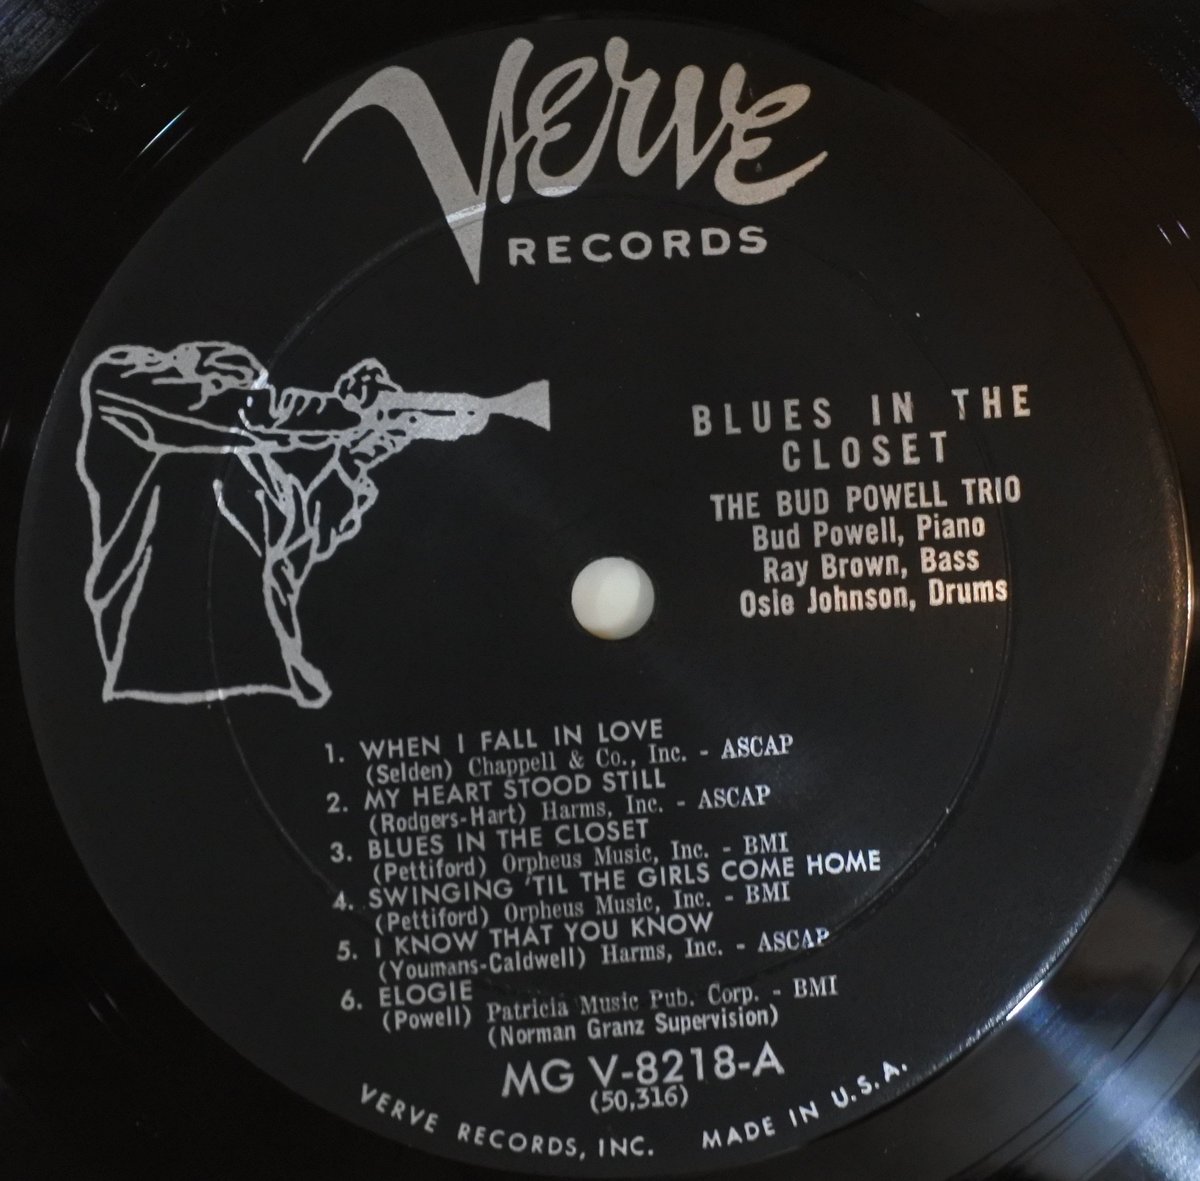 Verve
RECORDS
BLUES IN THE
CLOSET
THE BUD POWELL TRIO
Bud Powell, Piano
Ray Brown, Bass
Osie Johnson, Drums
1. WHEN I FALL IN LOVE
(Selden) Chappell & Co., Inc. - ASCAP
2. MY HEART STOOD STILL
(Rodgers-Hart) Harms, Inc. - ASCAP
3. BLUES IN THE CLOSET
(Pettiford) Orpheus Music, Inc. - BMI
4. SWINGING 'TIL THE GIRLS COME HOME
(Pettiford) Orpheus Music, Inc. - BMI
5. I KNOW THAT YOU KNOW
(Youmans-Caldwell) Harms, Inc. - ASCAP
6. ELOGIE
(Powell) Patricia Music Pub. Corp. - BMI
(Norman Granz Supervision)
MG V-8218-A
(50,316)
VERVE RECORDS, INC. MADE IN U.S.A.